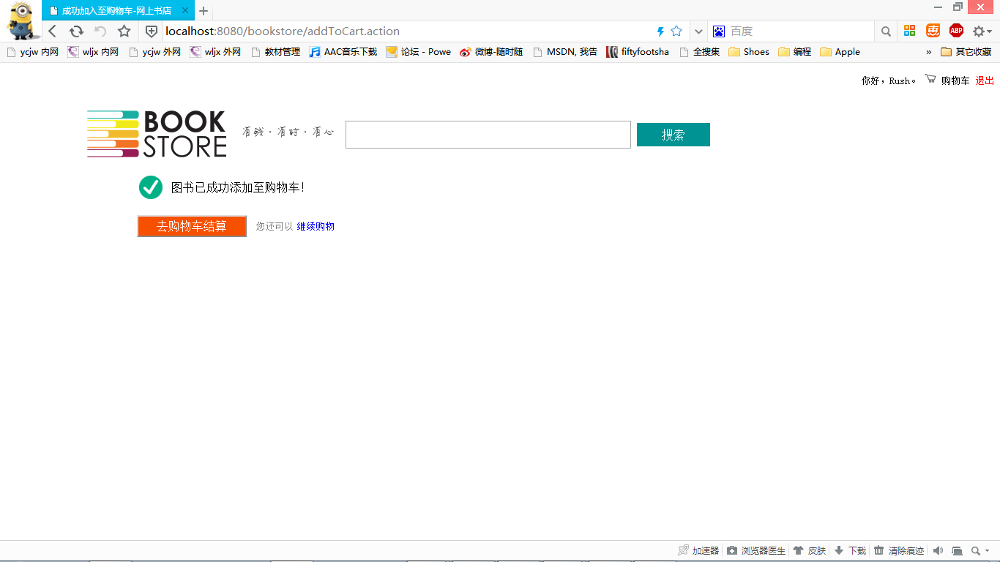 成功加入至购物车-网上书店
localhost:8080/bookstore/addToCart.action
百度
惠
ABP
ycjw 内网
wljx 内网
ycjw 外网
wljx 外网
教材管理
AAC音乐下载
论坛 - Powe
微博-随时随
MSDN, 我告
fiftyfootsha
全搜集
Shoes
编程
Apple
»
其它收藏
你好，Rush。
购物车
退出
BOOK
STORE
有钱·有时·有心
搜索
图书已成功添加至购物车！
去购物车结算
您还可以 继续购物
加速器
浏览器医生
皮肤
下载
清除痕迹